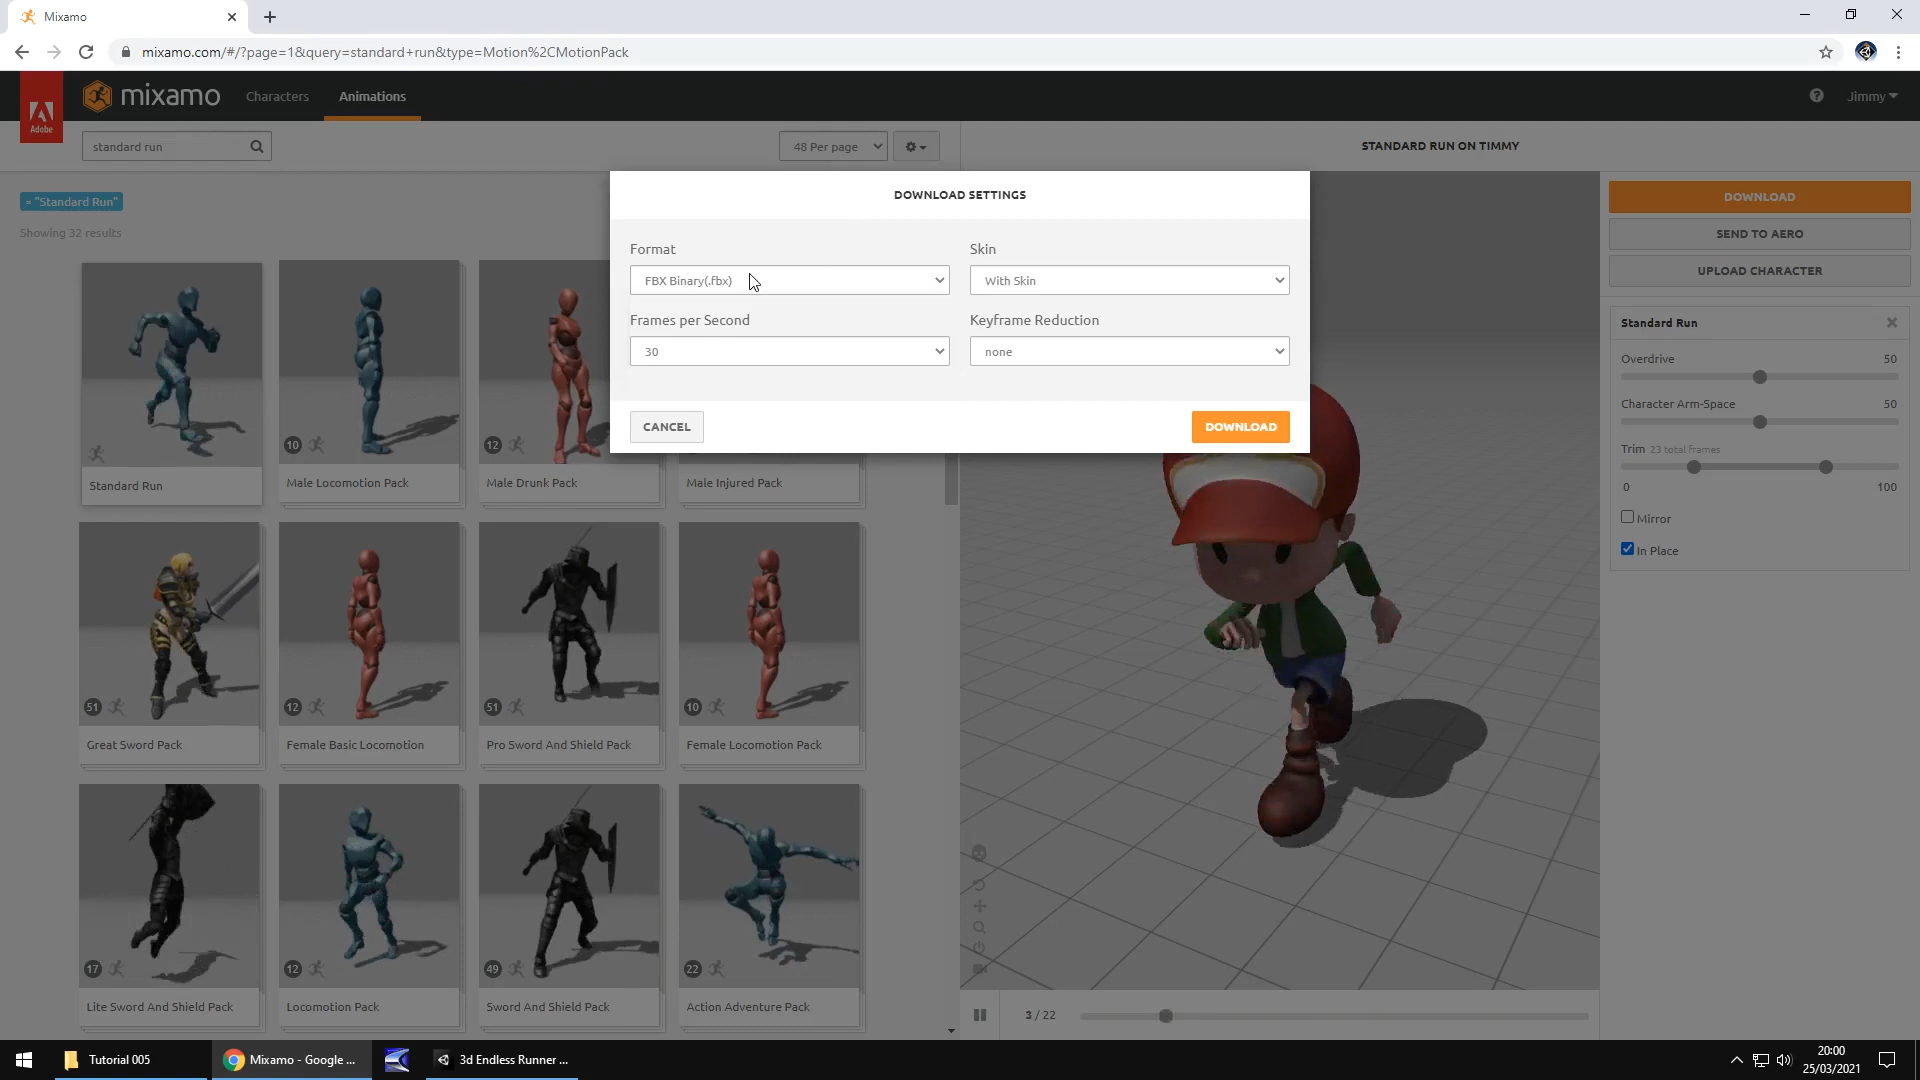 Mixamo
mixamo.com/#/?page=1&query=standard+run&type=Motion%2CMotionPack
Adobe
mixamo
Characters
Animations
Jimmy
standard run
48 Per page
STANDARD RUN ON TIMMY
× "Standard Run"
Showing 32 results
DOWNLOAD SETTINGS
Format
FBX Binary(.fbx)
Skin
With Skin
Frames per Second
30
Keyframe Reduction
none
CANCEL
DOWNLOAD
DOWNLOAD
SEND TO AERO
UPLOAD CHARACTER
Standard Run
Overdrive 50
Character Arm-Space 50
Trim 23 total frames
0 100
Mirror
In Place
10
12
Standard Run
Male Locomotion Pack
Male Drunk Pack
Male Injured Pack
51
12
51
10
Great Sword Pack
Female Basic Locomotion
Pro Sword And Shield Pack
Female Locomotion Pack
17
12
49
22
Lite Sword And Shield Pack
Locomotion Pack
Sword And Shield Pack
Action Adventure Pack
3 / 22
Tutorial 005
Mixamo - Google ...
3d Endless Runner ...
20:00
25/03/2021